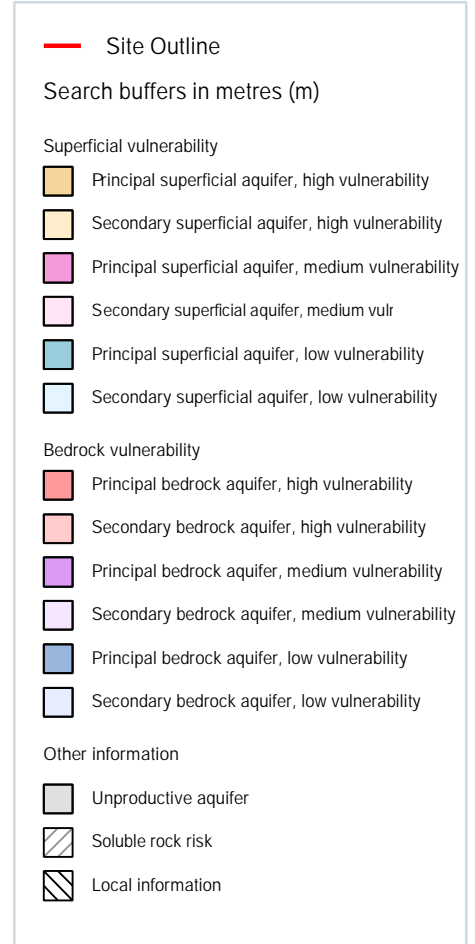 Site Outline
Search buffers in metres (m)
Superficial vulnerability
Principal superficial aquifer, high vulnerability
Secondary superficial aquifer, high vulnerability
Principal superficial aquifer, medium vulnerability
Secondary superficial aquifer, medium vulr
Principal superficial aquifer, low vulnerability
Secondary superficial aquifer, low vulnerability
Bedrock vulnerability
Principal bedrock aquifer, high vulnerability
Secondary bedrock aquifer, high vulnerability
Principal bedrock aquifer, medium vulnerability
Secondary bedrock aquifer, medium vulnerability
Principal bedrock aquifer, low vulnerability
Secondary bedrock aquifer, low vulnerability
Other information
Unproductive aquifer
Soluble rock risk
Local information